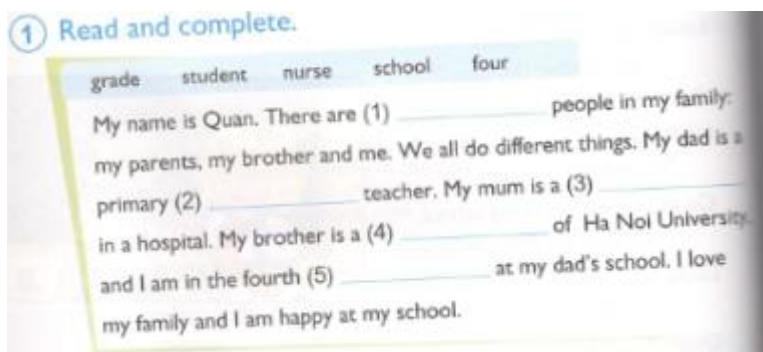 1 Read and complete.
grade student nurse school four
My name is Quan. There are (1) people in my family:
my parents, my brother and me. We all do different things. My dad is a
primary (2) teacher. My mum is a (3)
in a hospital. My brother is a (4) of Ha Noi University.
and I am in the fourth (5) at my dad's school. I love
my family and I am happy at my school.